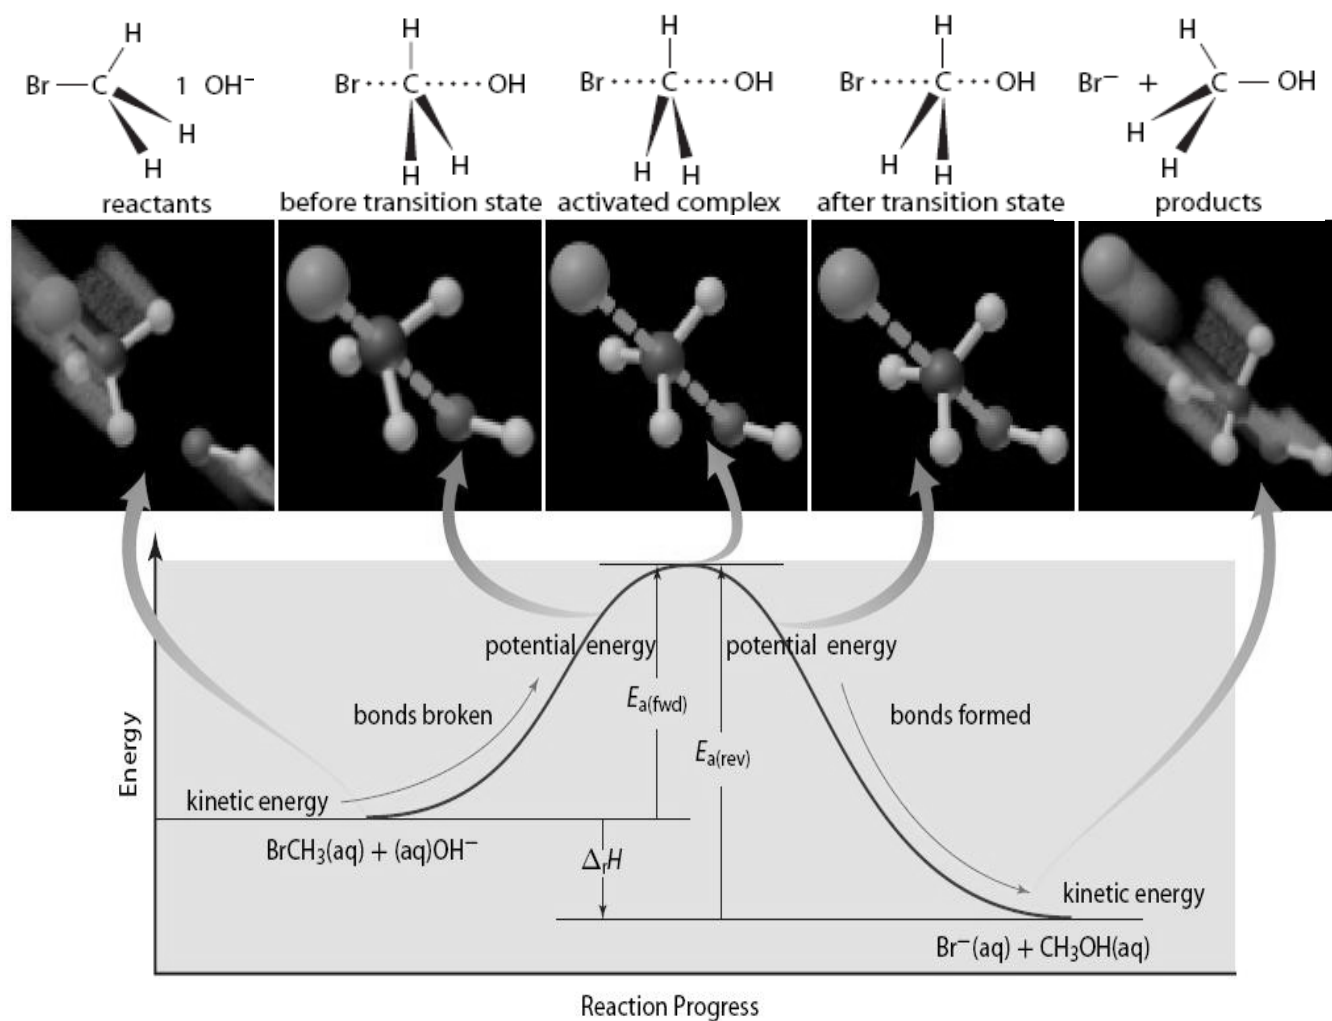 H
Br C 1 OH⁻
H
H
reactants
H
Br C OH
H
H
before transition state
H
Br C OH
H H
activated complex
H
Br C OH
H
H
after transition state
H
Br⁻ + C OH
H
H
products
Energy
potential energy
potential energy
bonds broken
E a(fwd)
bonds formed
E a(rev)
kinetic energy
BrCH₃(aq) + (aq)OH⁻
ΔᵣH
kinetic energy
Br⁻(aq) + CH₃OH(aq)
Reaction Progress